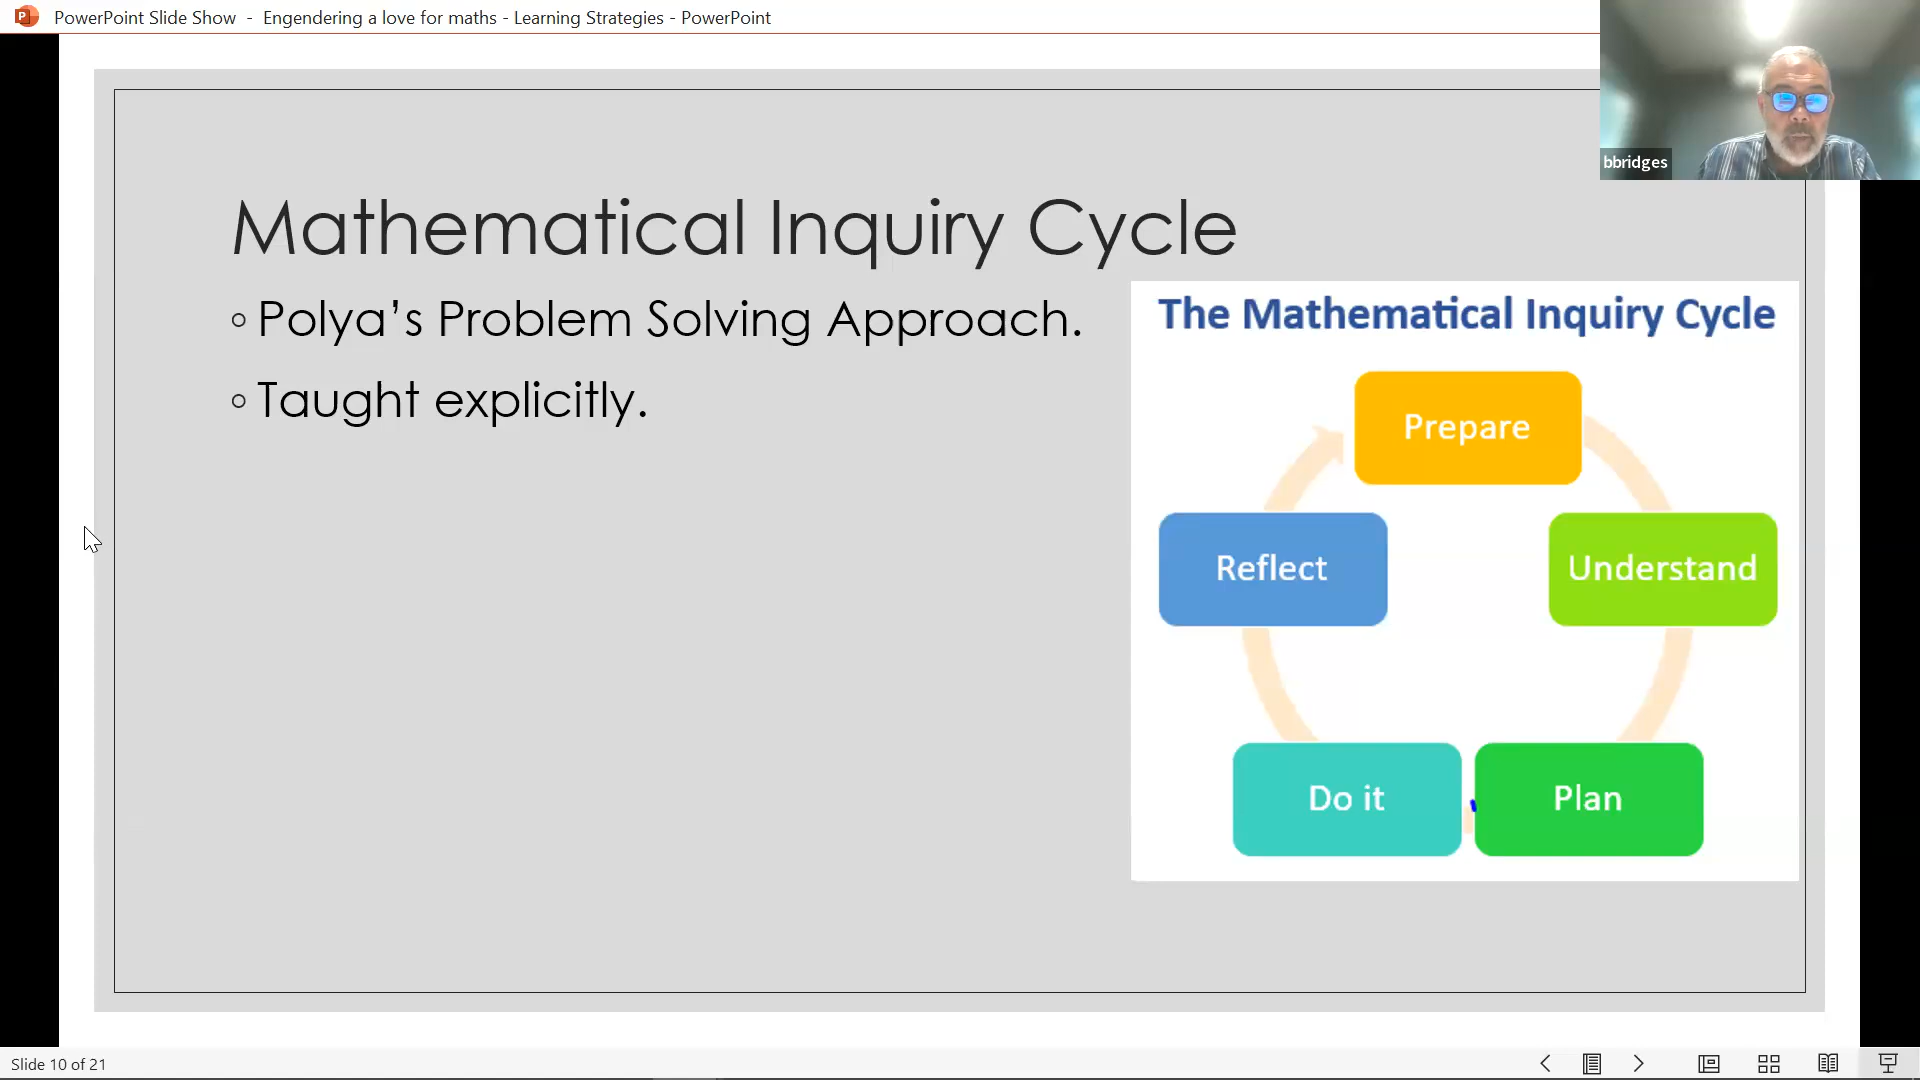 PowerPoint Slide Show - Engendering a love for maths - Learning Strategies - PowerPoint
bbridges
Mathematical Inquiry Cycle
Polya’s Problem Solving Approach.
Taught explicitly.
The Mathematical Inquiry Cycle
Prepare
Reflect
Understand
Do it
Plan
Slide 10 of 21